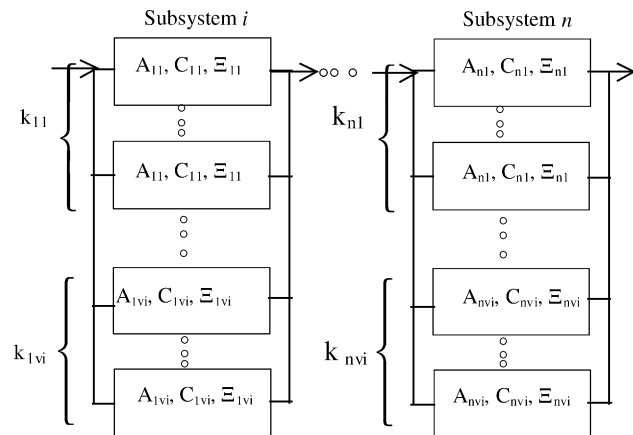 Subsystem i
Subsystem n
A11, C11, Ξ11
k11
A11, C11, Ξ11
A1vi, C1vi, Ξ1vi
k1vi
A1vi, C1vi, Ξ1vi
An1, Cn1, Ξn1
kn1
An1, Cn1, Ξn1
Anvi, Cnvi, Ξnvi
knvi
Anvi, Cnvi, Ξnvi